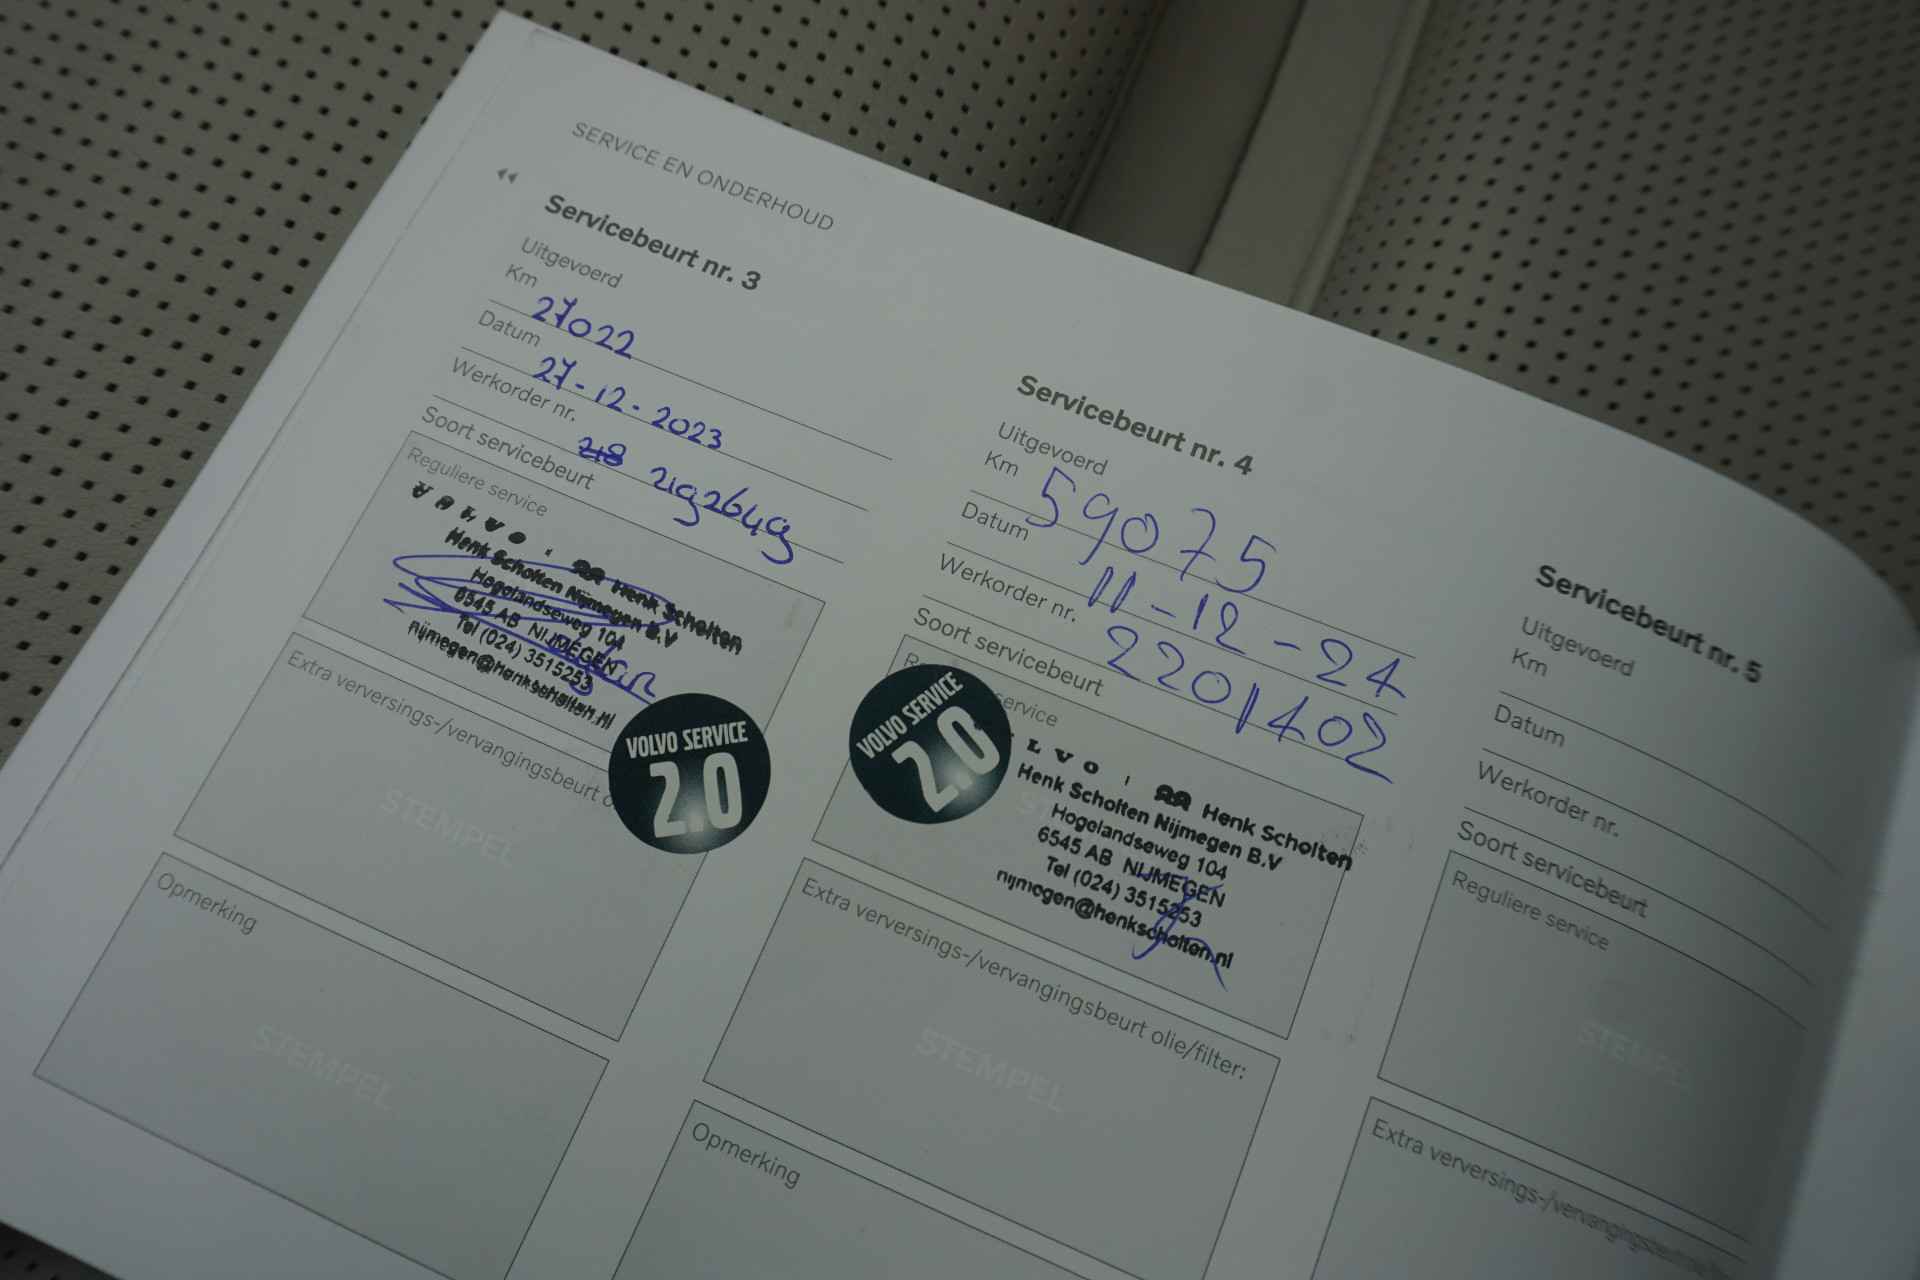 SERVICE EN ONDERHOUD
Servicebeurt nr. 3
Uitgevoerd
Km 27022
Datum 27-12-2023
Werkorder nr. 2192649
Soort servicebeurt
Reguliere service
Henk Scholten
Henk Scholten Nijmegen B.V
Hogelandseweg 104
6545 AB NIJMEGEN
Tel (024) 3515253
nijmegen@henkscholten.nl
VOLVO SERVICE
2.0
Extra verversings-/vervangingsbeurt
STEMPEL
Opmerking
STEMPEL
Servicebeurt nr. 4
Uitgevoerd
Km 59075
Datum 11-12-24
Werkorder nr. 2201402
Soort servicebeurt
service
VOLVO SERVICE
2.0
LVO Henk Scholten
Henk Scholten Nijmegen B.V
Hogelandseweg 104
6545 AB NIJMEGEN
Tel (024) 3515253
nijmegen@henkscholten.nl
Extra verversings-/vervangingsbeurt olie/filter:
STEMPEL
Opmerking
Servicebeurt nr. 5
Uitgevoerd
Km
Datum
Werkorder nr.
Soort servicebeurt
Reguliere service
STEMPEL
Extra verversings-/vervangingsbeurt